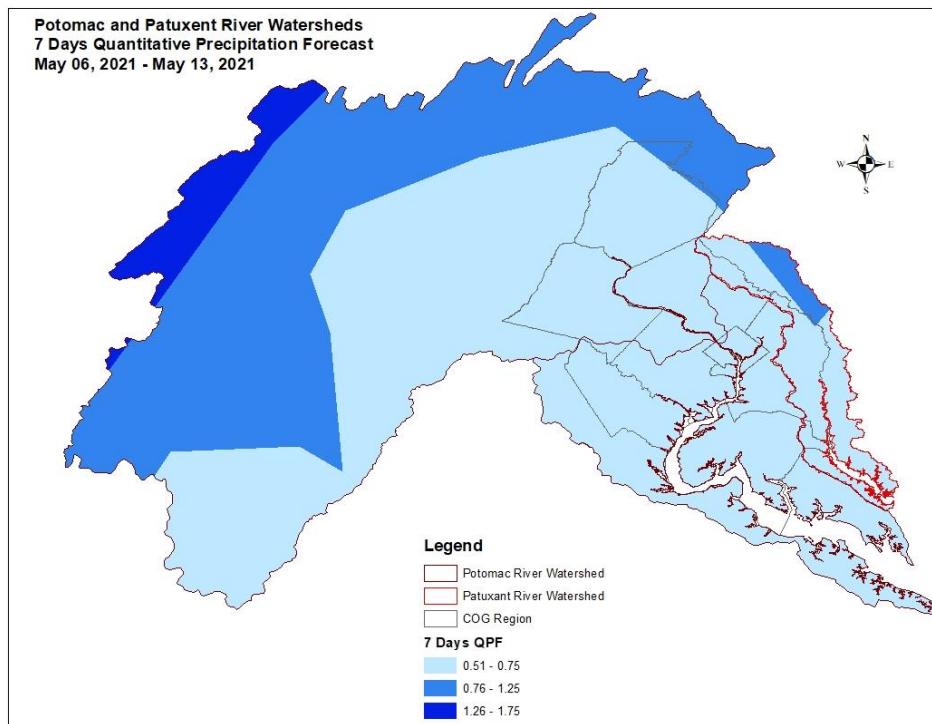 Potomac and Patuxent River Watersheds
7 Days Quantitative Precipitation Forecast
May 06, 2021 - May 13, 2021
N
W
E
S
Legend
Potomac River Watershed
Patuxant River Watershed
COG Region
7 Days QPF
0.51 - 0.75
0.76 - 1.25
1.26 - 1.75